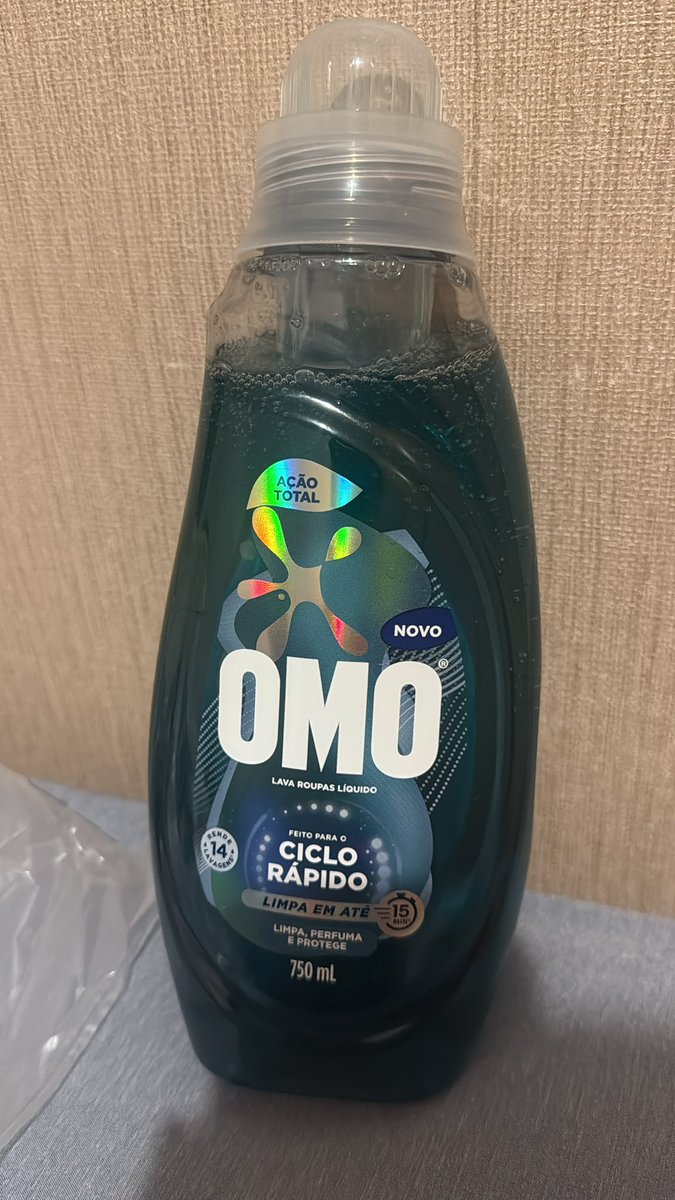 AÇÃO
TOTAL
NOVO
OMO®
LAVA ROUPAS LÍQUIDO
FEITO PARA O
CICLO
RÁPIDO
RENDE
14
LAVAGENS
LIMPA EM ATÉ
15
MIN
LIMPA, PERFUMA
E PROTEGE
750 mL